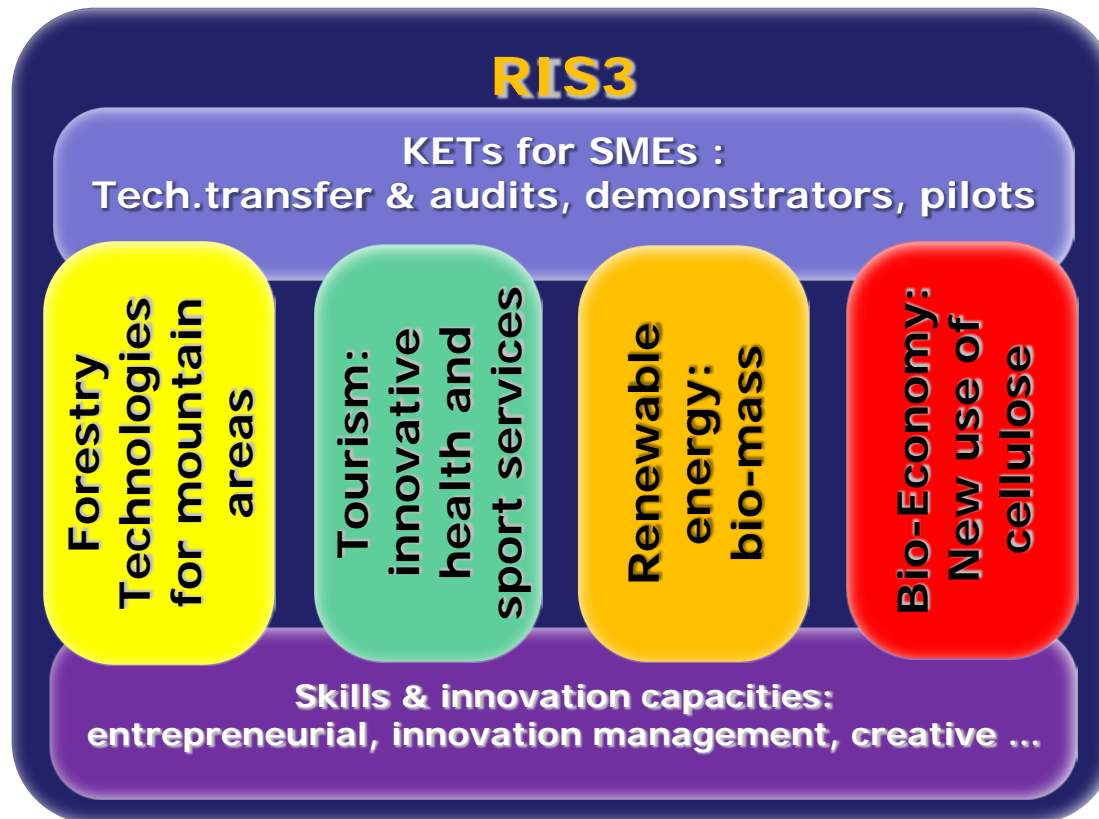 RIS3
KETs for SMEs :
Tech.transfer & audits, demonstrators, pilots
Forestry
Technologies
for mountain
areas
Tourism:
innovative
health and
sport services
Renewable
energy:
bio-mass
Bio-Economy:
New use of
cellulose
Skills & innovation capacities:
entrepreneurial, innovation management, creative ...